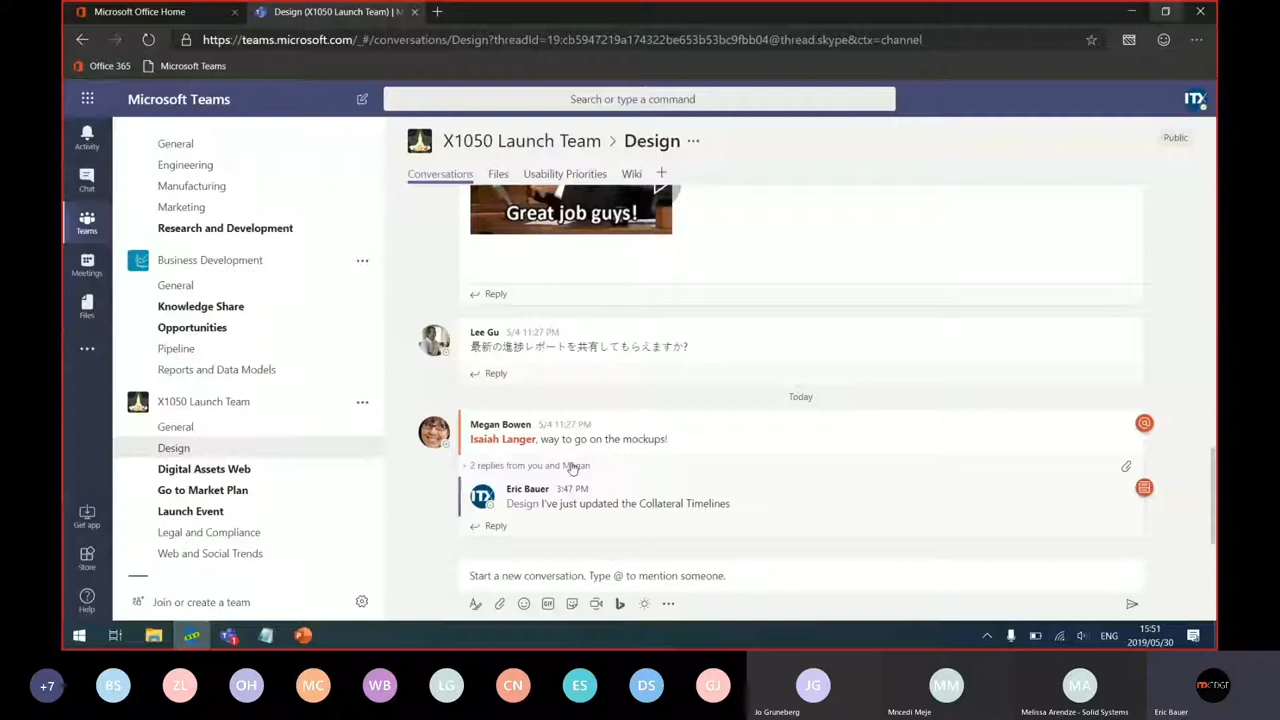 Microsoft Office Home
Design (X1050 Launch Team) | M
https://teams.microsoft.com/_#/conversations/Design?threadId=19:cb5947219a174322be653b53bc9fbb04@thread.skype&ctx=channel
Office 365
Microsoft Teams
Microsoft Teams
Search or type a command
ITX
Activity
Chat
Teams
Meetings
Files
Get app
Store
Help
General
Engineering
Manufacturing
Marketing
Research and Development
Business Development
General
Knowledge Share
Opportunities
Pipeline
Reports and Data Models
X1050 Launch Team
General
Design
Digital Assets Web
Go to Market Plan
Launch Event
Legal and Compliance
Web and Social Trends
Join or create a team
X1050 Launch Team > Design
Public
Conversations Files Usability Priorities Wiki
Great job guys!
Reply
Lee Gu 5/4 11:27 PM
最新の進捗レポートを共有してもらえますか?
Reply
Today
Megan Bowen 5/4 11:27 PM
Isaiah Langer, way to go on the mockups!
2 replies from you and Megan
ITX
Eric Bauer 3:47 PM
Design I've just updated the Collateral Timelines
Reply
Start a new conversation. Type @ to mention someone.
GIF
ENG
15:51
2019/05/30
+7 BS ZL OH MC WB LG CN ES DS GJ JG MM MA
Jo Gruneberg
Mncedi Meje
Melissa Arendze - Solid Systems
Eric Bauer